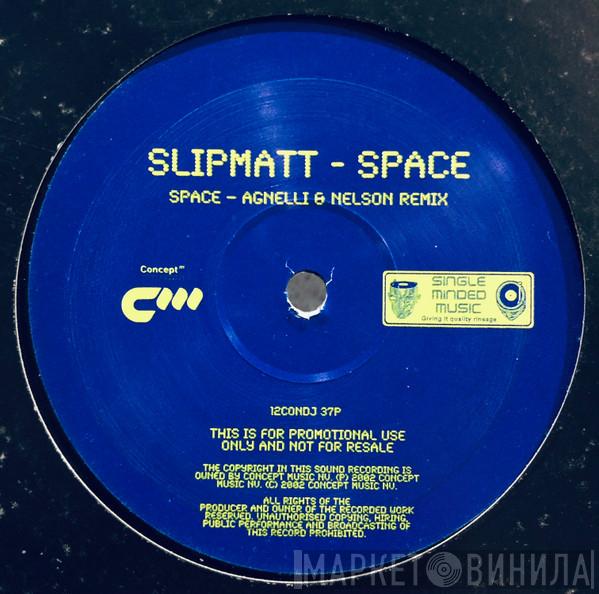 SLIPMATT - SPACE
SPACE - AGNELLI & NELSON REMIX
Concept m
cm
SINGLE
MINDED
MUSIC
Giving it quality rineage
12CONDJ 37P
THIS IS FOR PROMOTIONAL USE
ONLY AND NOT FOR RESALE
THE COPYRIGHT IN THIS SOUND RECORDING IS
OWNED BY CONCEPT MUSIC NV. (P) 2002 CONCEPT
MUSIC NV. (C) 2002 CONCEPT MUSIC NV.
ALL RIGHTS OF THE
PRODUCER AND OWNER OF THE RECORDED WORK
RESERVED. UNAUTHORISED COPYING, HIRING,
PUBLIC PERFORMANCE AND BROADCASTING OF
THIS RECORD PROHIBITED.
МАРКЕТ ВИНИЛА